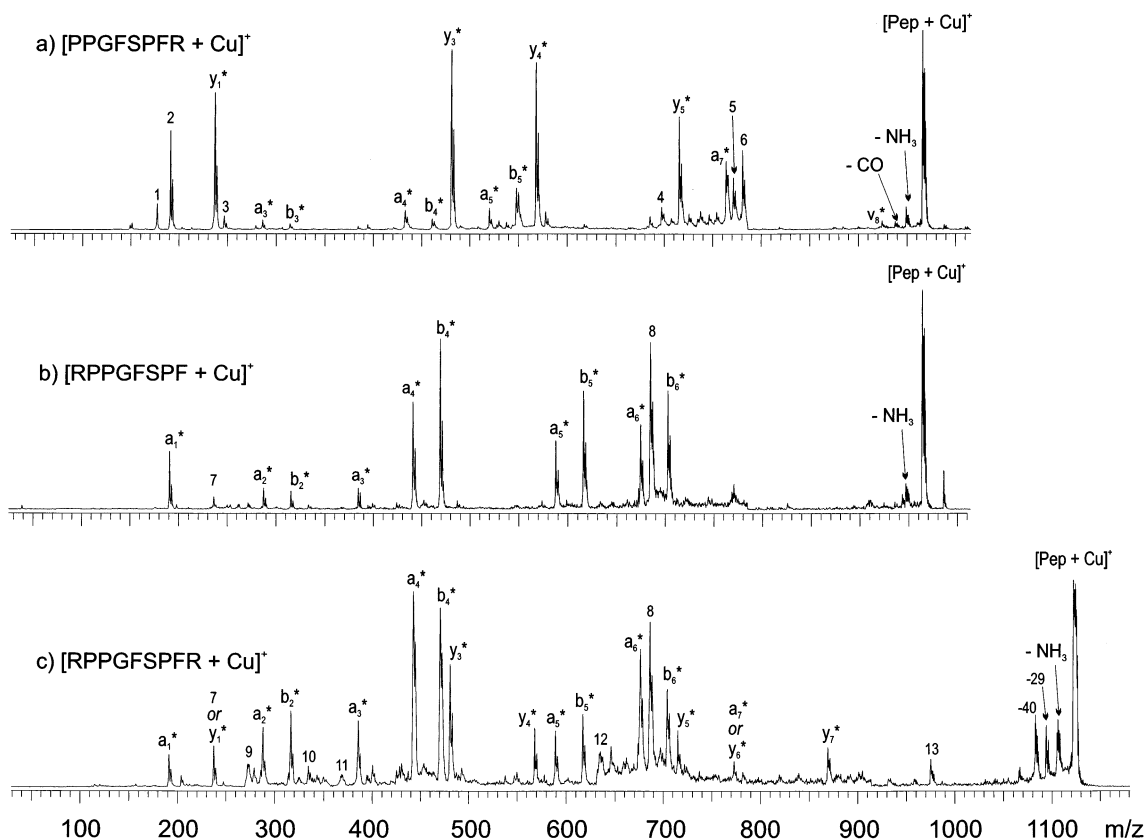 a) [PPGFSPFR + Cu]⁺
1
2
y₁*
3
a₃*
b₃*
a₄*
b₄*
y₃*
a₅*
b₅*
y₄*
4
y₅*
a₇*
5
6
v₈*
- CO
- NH₃
[Pep + Cu]⁺
b) [RPPGFSPF + Cu]⁺
a₁*
7
a₂*
b₂*
a₃*
a₄*
b₄*
a₅*
b₅*
a₆*
8
b₆*
- NH₃
[Pep + Cu]⁺
c) [RPPGFSPFR + Cu]⁺
a₁*
7
or
y₁*
9
a₂*
b₂*
10
11
a₃*
a₄*
b₄*
y₃*
y₄*
a₅*
b₅*
12
a₆*
8
b₆*
y₅*
a₇*
or
y₆*
y₇*
13
-40
-29
- NH₃
[Pep + Cu]⁺
100 200 300 400 500 600 700 800 900 1000 1100 m/z